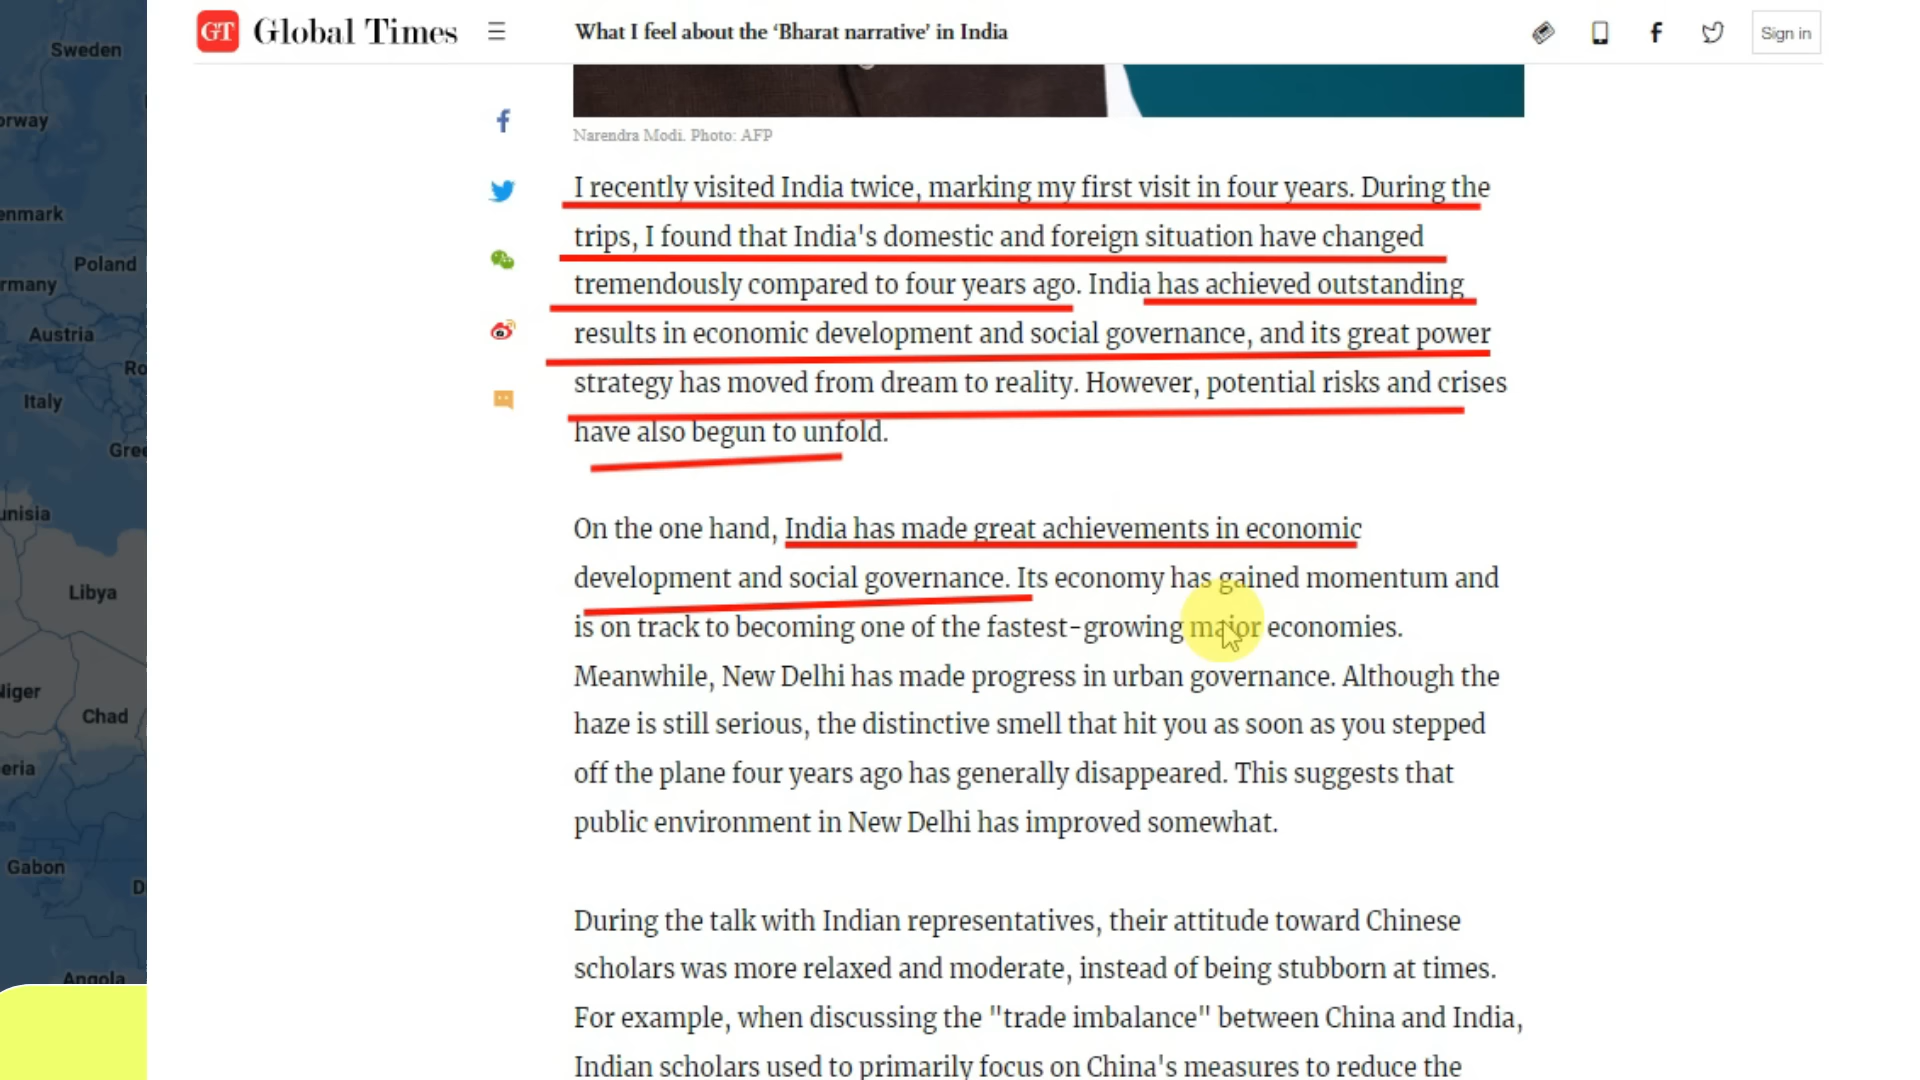 GT Global Times
What I feel about the ‘Bharat narrative’ in India
Sign in
Narendra Modi. Photo: AFP
I recently visited India twice, marking my first visit in four years. During the
trips, I found that India's domestic and foreign situation have changed
tremendously compared to four years ago. India has achieved outstanding
results in economic development and social governance, and its great power
strategy has moved from dream to reality. However, potential risks and crises
have also begun to unfold.
On the one hand, India has made great achievements in economic
development and social governance. Its economy has gained momentum and
is on track to becoming one of the fastest-growing major economies.
Meanwhile, New Delhi has made progress in urban governance. Although the
haze is still serious, the distinctive smell that hit you as soon as you stepped
off the plane four years ago has generally disappeared. This suggests that
public environment in New Delhi has improved somewhat.
During the talk with Indian representatives, their attitude toward Chinese
scholars was more relaxed and moderate, instead of being stubborn at times.
For example, when discussing the "trade imbalance" between China and India,
Indian scholars used to primarily focus on China's measures to reduce the
Sweden
orway
enmark
Poland
rmany
Austria
Ro
Italy
Gree
unisia
Libya
Niger
Chad
eria
Gabon
D
Angola